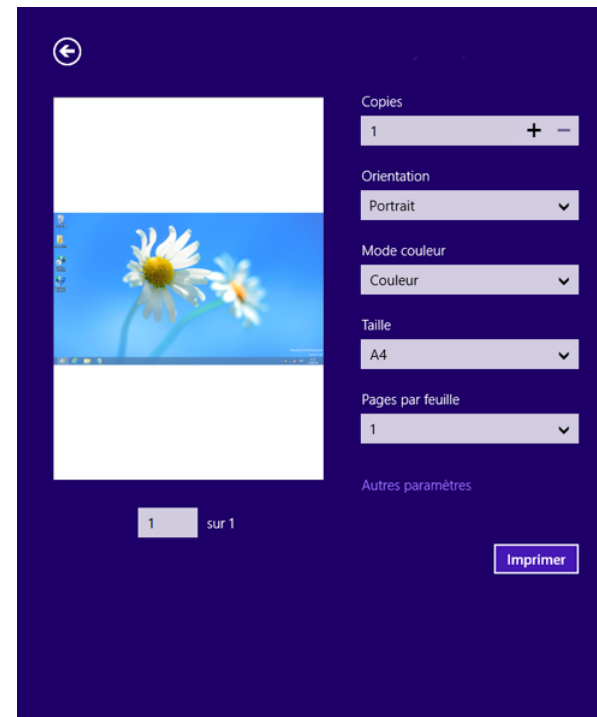 Copies
1
Orientation
Portrait
Mode couleur
Couleur
Taille
A4
Pages par feuille
1
Autres paramètres
1 sur 1
Imprimer